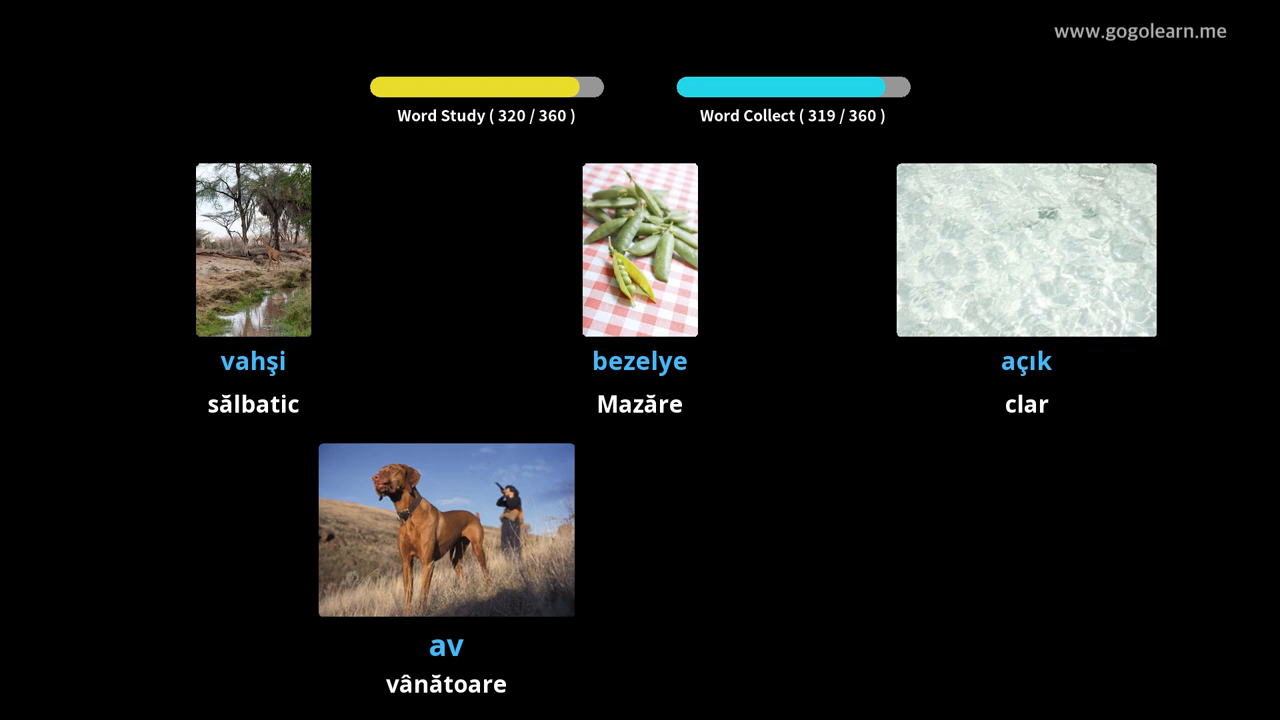 www.gogolearn.me
Word Study ( 320 / 360 )
Word Collect ( 319 / 360 )
vahşi
sălbatic
bezelye
Mazăre
açık
clar
av
vânătoare